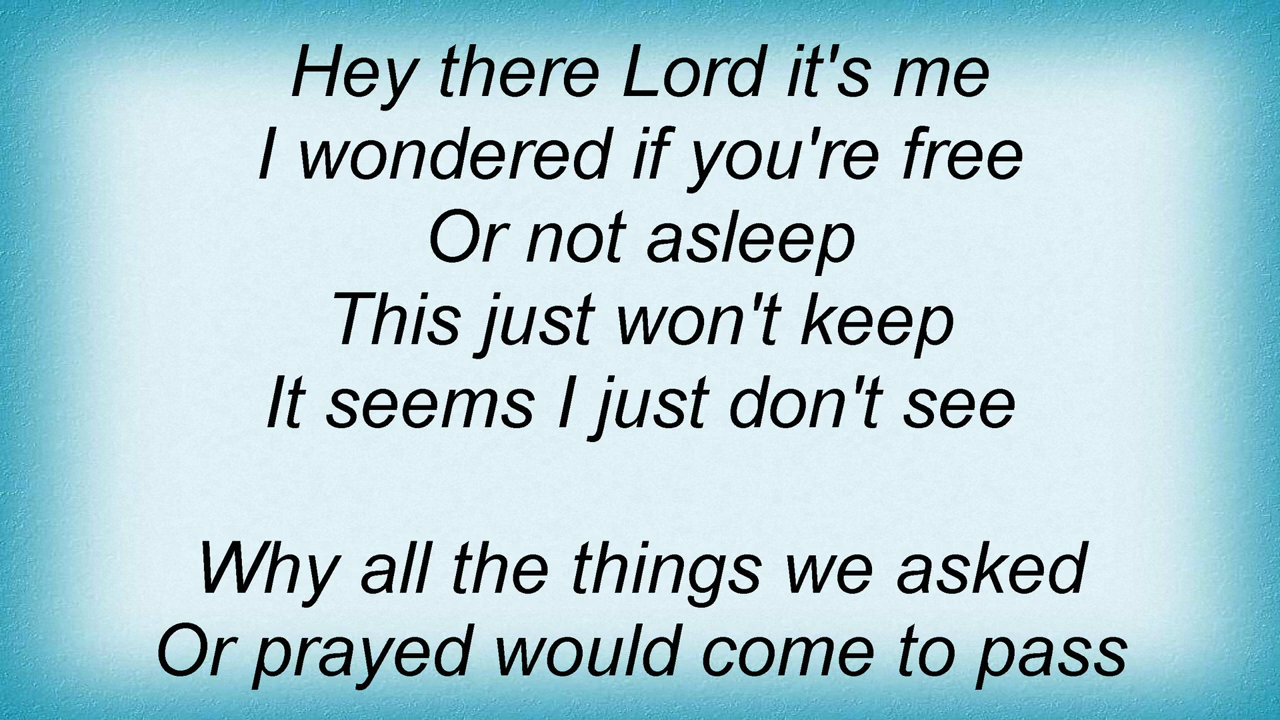 Hey there Lord it's me
I wondered if you're free
Or not asleep
This just won't keep
It seems I just don't see
Why all the things we asked
Or prayed would come to pass